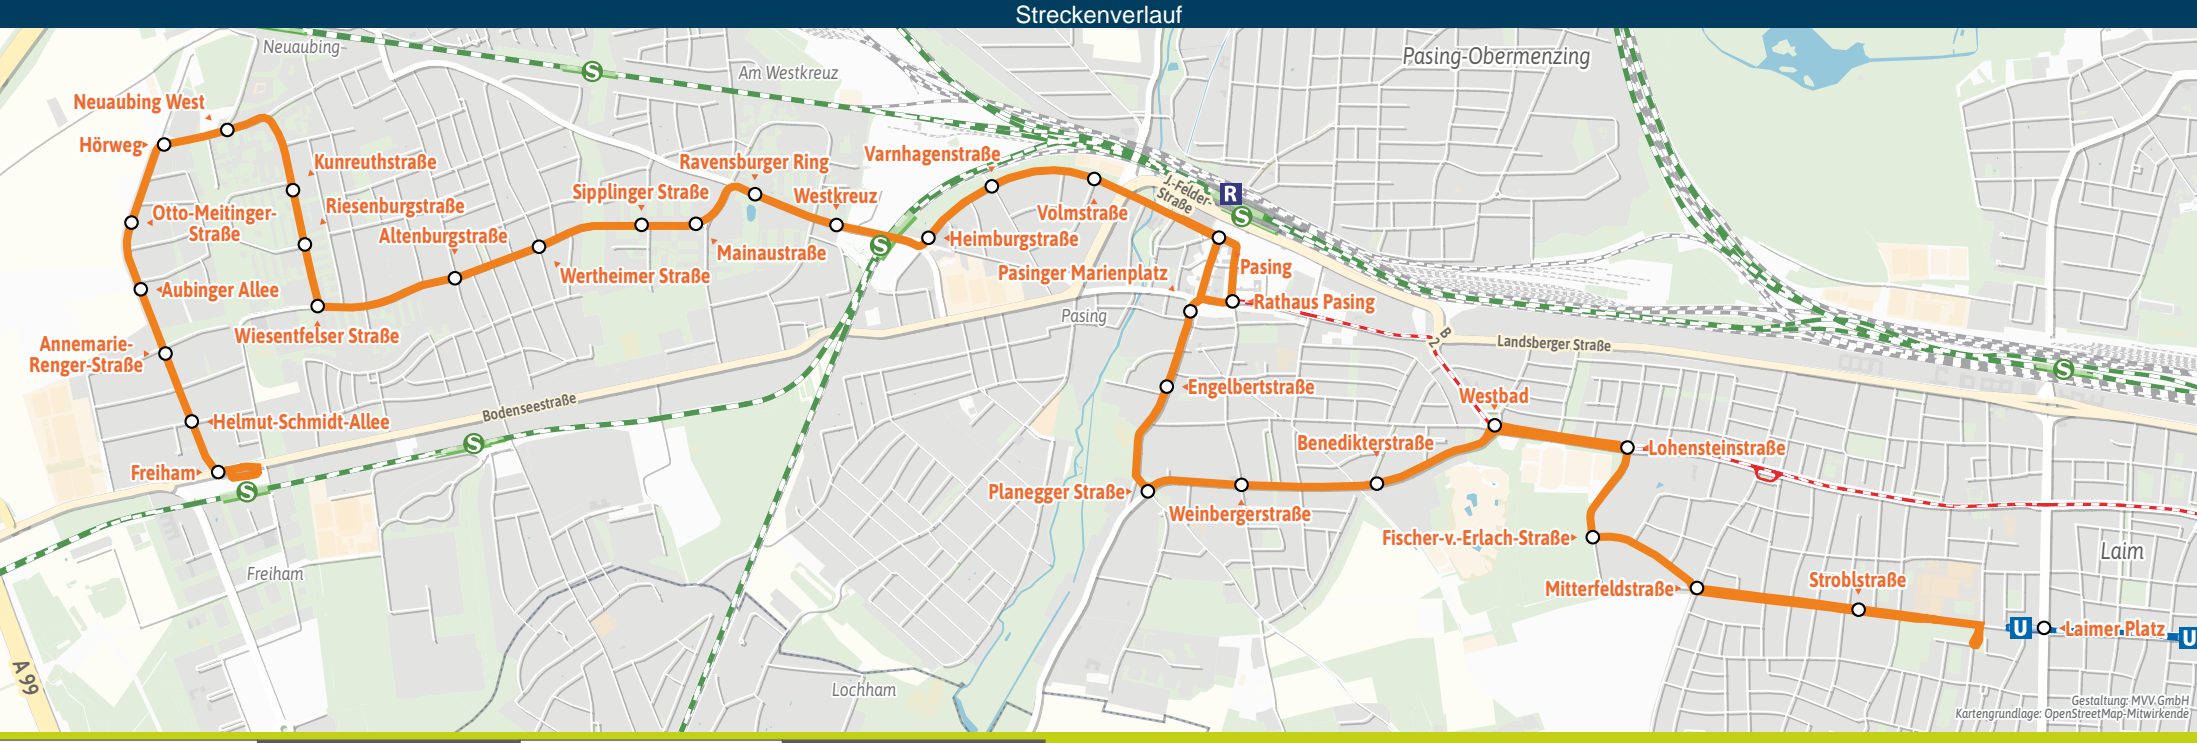 Streckenverlauf
Neuaubing
Am Westkreuz
Pasing-Obermenzing
S
Neuaubing West
Hörweg
Kunreuthstraße
Ravensburger Ring
Varnhagenstraße
Sipplinger Straße
Westkreuz
J.-Felder-
Straße
R
S
Otto-Meitinger-
Straße
Riesenburgstraße
Altenburgstraße
Volmstraße
Heimburgstraße
S
Mainaustraße
Wertheimer Straße
Pasinger Marienplatz
Pasing
Aubinger Allee
Rathaus Pasing
Pasing
Wiesentfelser Straße
Annemarie-
Renger-Straße
B 2
Landsberger Straße
S
Engelbertstraße
Westbad
Bodenseestraße
Helmut-Schmidt-Allee
S
Benedikterstraße
Lohensteinstraße
Freiham
S
Planegger Straße
Weinbergerstraße
Fischer-v.-Erlach-Straße
Laim
Freiham
Mitterfeldstraße
Stroblstraße
U
Laimer Platz
U
A 99
Lochham
Gestaltung: MVV GmbH
Kartengrundlage: OpenStreetMap-Mitwirkende